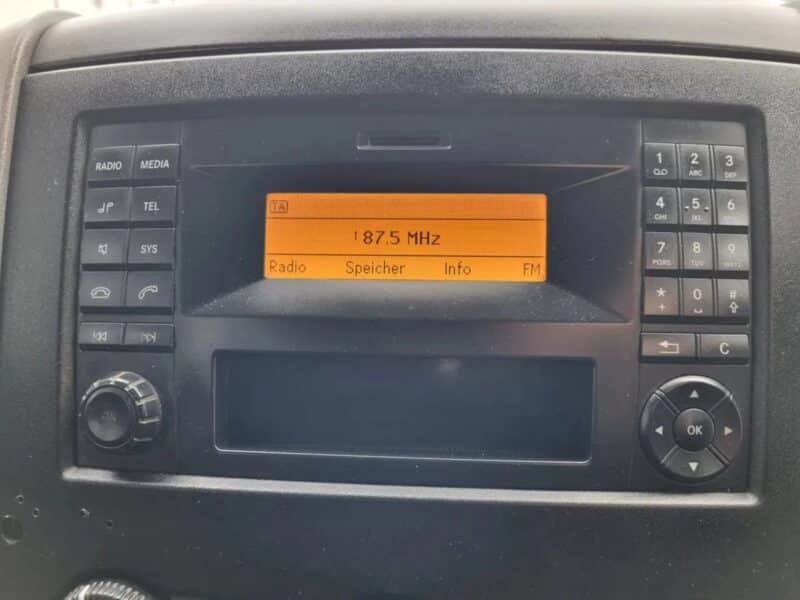 RADIO MEDIA
TEL
SYS
TA
87.5 MHz
Radio Speicher Info FM
1 2 ABC 3 DEF
4 GHI 5 JKL 6
7 PQRS 8 TUV 9 WXYZ
* + 0 #
C
OK